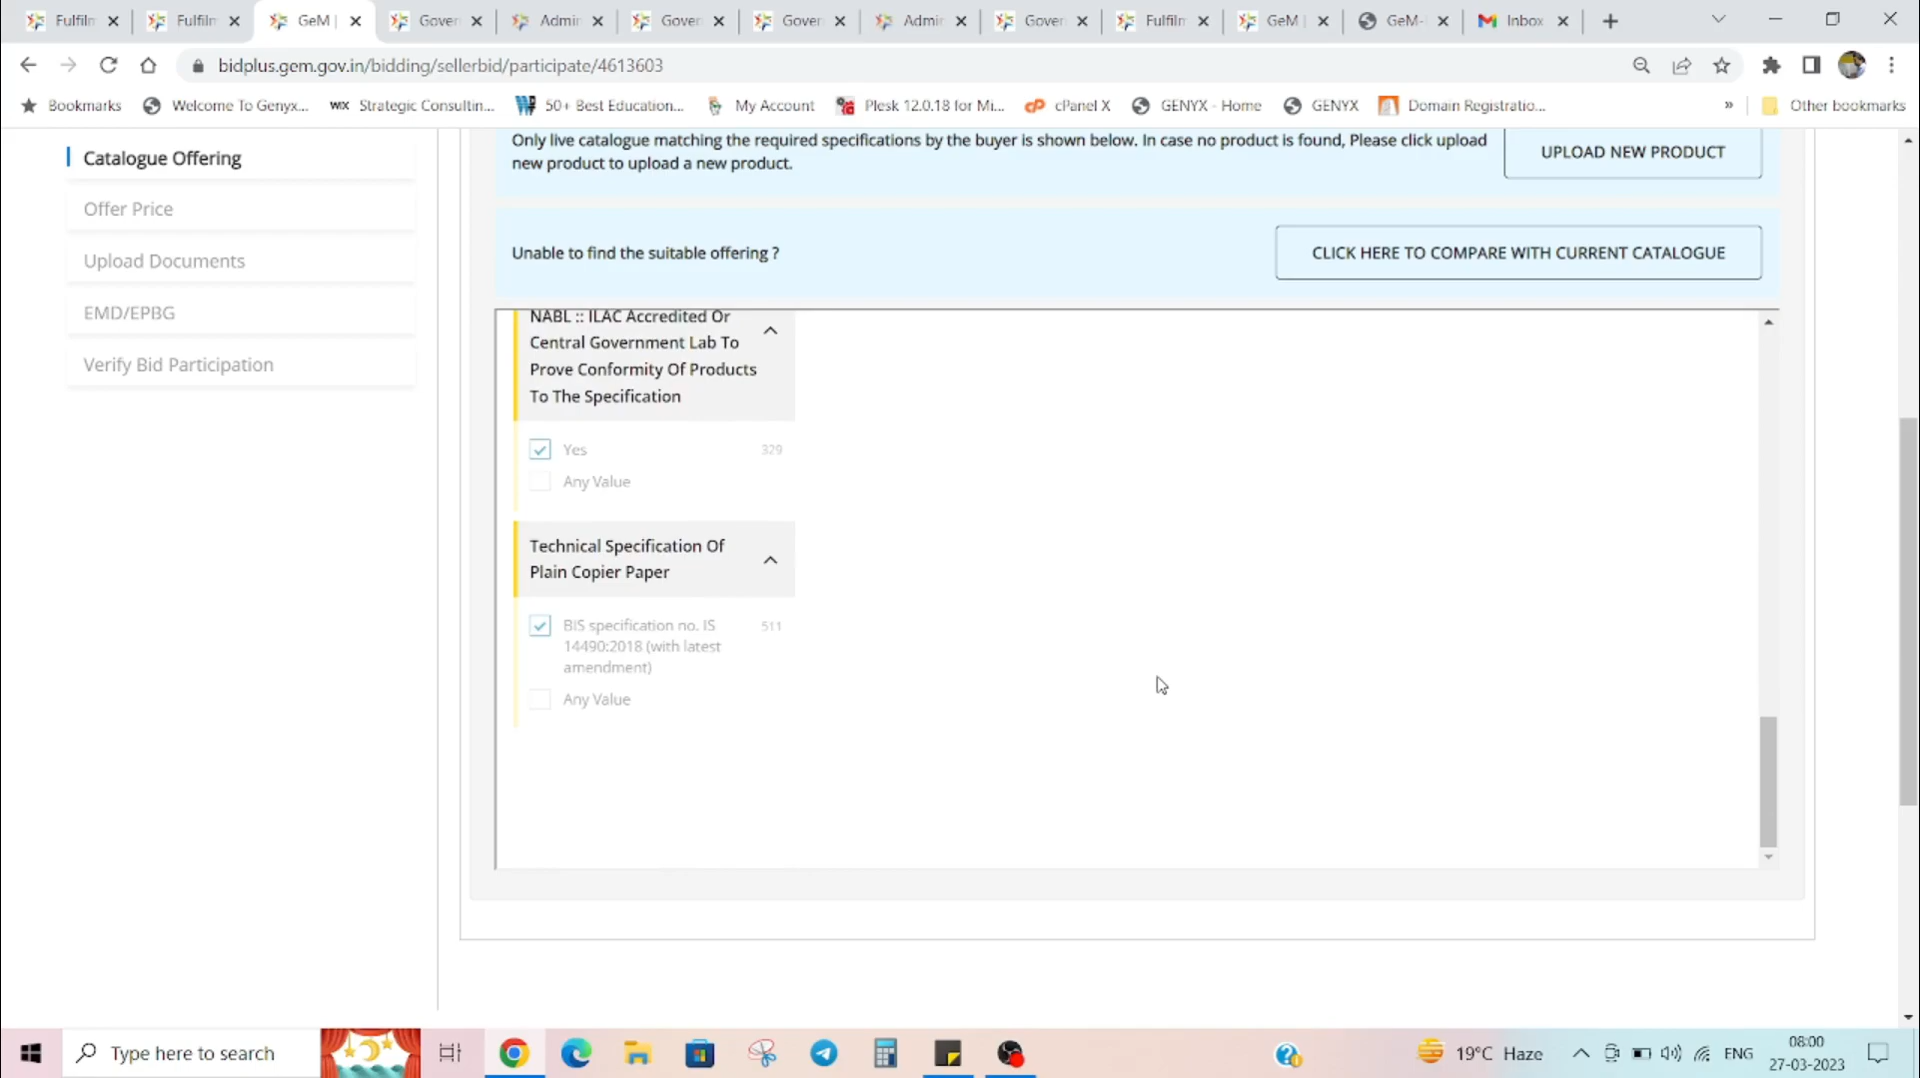 Fulfilm
Fulfilm
GeM |
Gover
Admin
Gover
Gover
Admin
Gover
Fulfilm
GeM |
GeM-
Inbox
bidplus.gem.gov.in/bidding/sellerbid/participate/4613603
Bookmarks
Welcome To Genyx...
WIX Strategic Consultin...
50+ Best Education...
My Account
Plesk 12.0.18 for Mi...
cPanel X
GENYX - Home
GENYX
Domain Registratio...
»
Other bookmarks
Catalogue Offering
Offer Price
Upload Documents
EMD/EPBG
Verify Bid Participation
Only live catalogue matching the required specifications by the buyer is shown below. In case no product is found, Please click upload
new product to upload a new product.
UPLOAD NEW PRODUCT
Unable to find the suitable offering ?
CLICK HERE TO COMPARE WITH CURRENT CATALOGUE
NABL :: ILAC Accredited Or
Central Government Lab To
Prove Conformity Of Products
To The Specification
Yes 329
Any Value
Technical Specification Of
Plain Copier Paper
BIS specification no. IS 511
14490:2018 (with latest
amendment)
Any Value
Type here to search
19°C Haze
ENG
08:00
27-03-2023